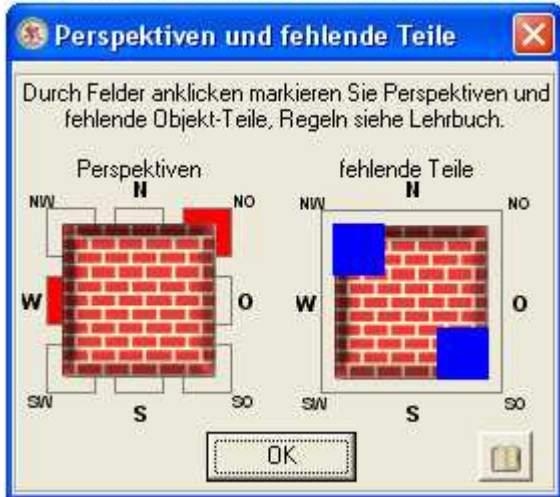 Perspektiven und fehlende Teile
Durch Felder anklicken markieren Sie Perspektiven und
fehlende Objekt-Teile, Regeln siehe Lehrbuch.
Perspektiven
N
NW
NO
W
O
SW
S
SO
fehlende Teile
N
NW
NO
W
O
SW
S
SO
OK